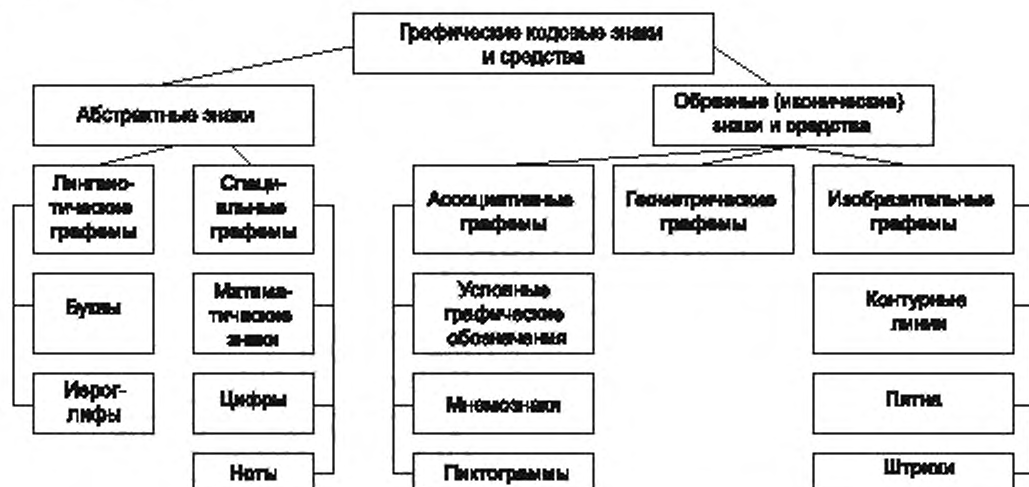 Графические кодовые знаки
и средства
Абстрактные знаки
Образные (иконические)
знаки и средства
Лингвис-
тические
графемы
Специ-
альные
графемы
Ассоциативные
графемы
Геометрические
графемы
Изобразительные
графемы
Буквы
Матема-
тические
знаки
Условные
графические
обозначения
Контурные
линии
Иерог-
лифы
Цифры
Мнемознаки
Пятна
Ноты
Пиктограммы
Штрихи